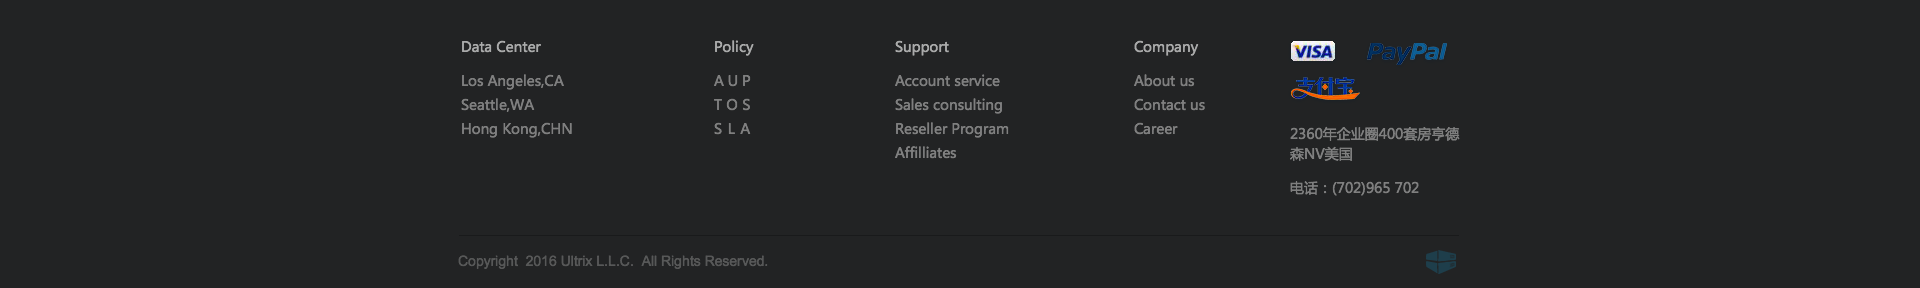 Data Center
Los Angeles,CA
Seattle,WA
Hong Kong,CHN
Policy
A U P
T O S
S L A
Support
Account service
Sales consulting
Reseller Program
Affilliates
Company
About us
Contact us
Career
VISA PayPal
支付宝
2360年企业圈400套房亨德
森NV美国
电话：(702)965 702
Copyright 2016 Ultrix L.L.C. All Rights Reserved.